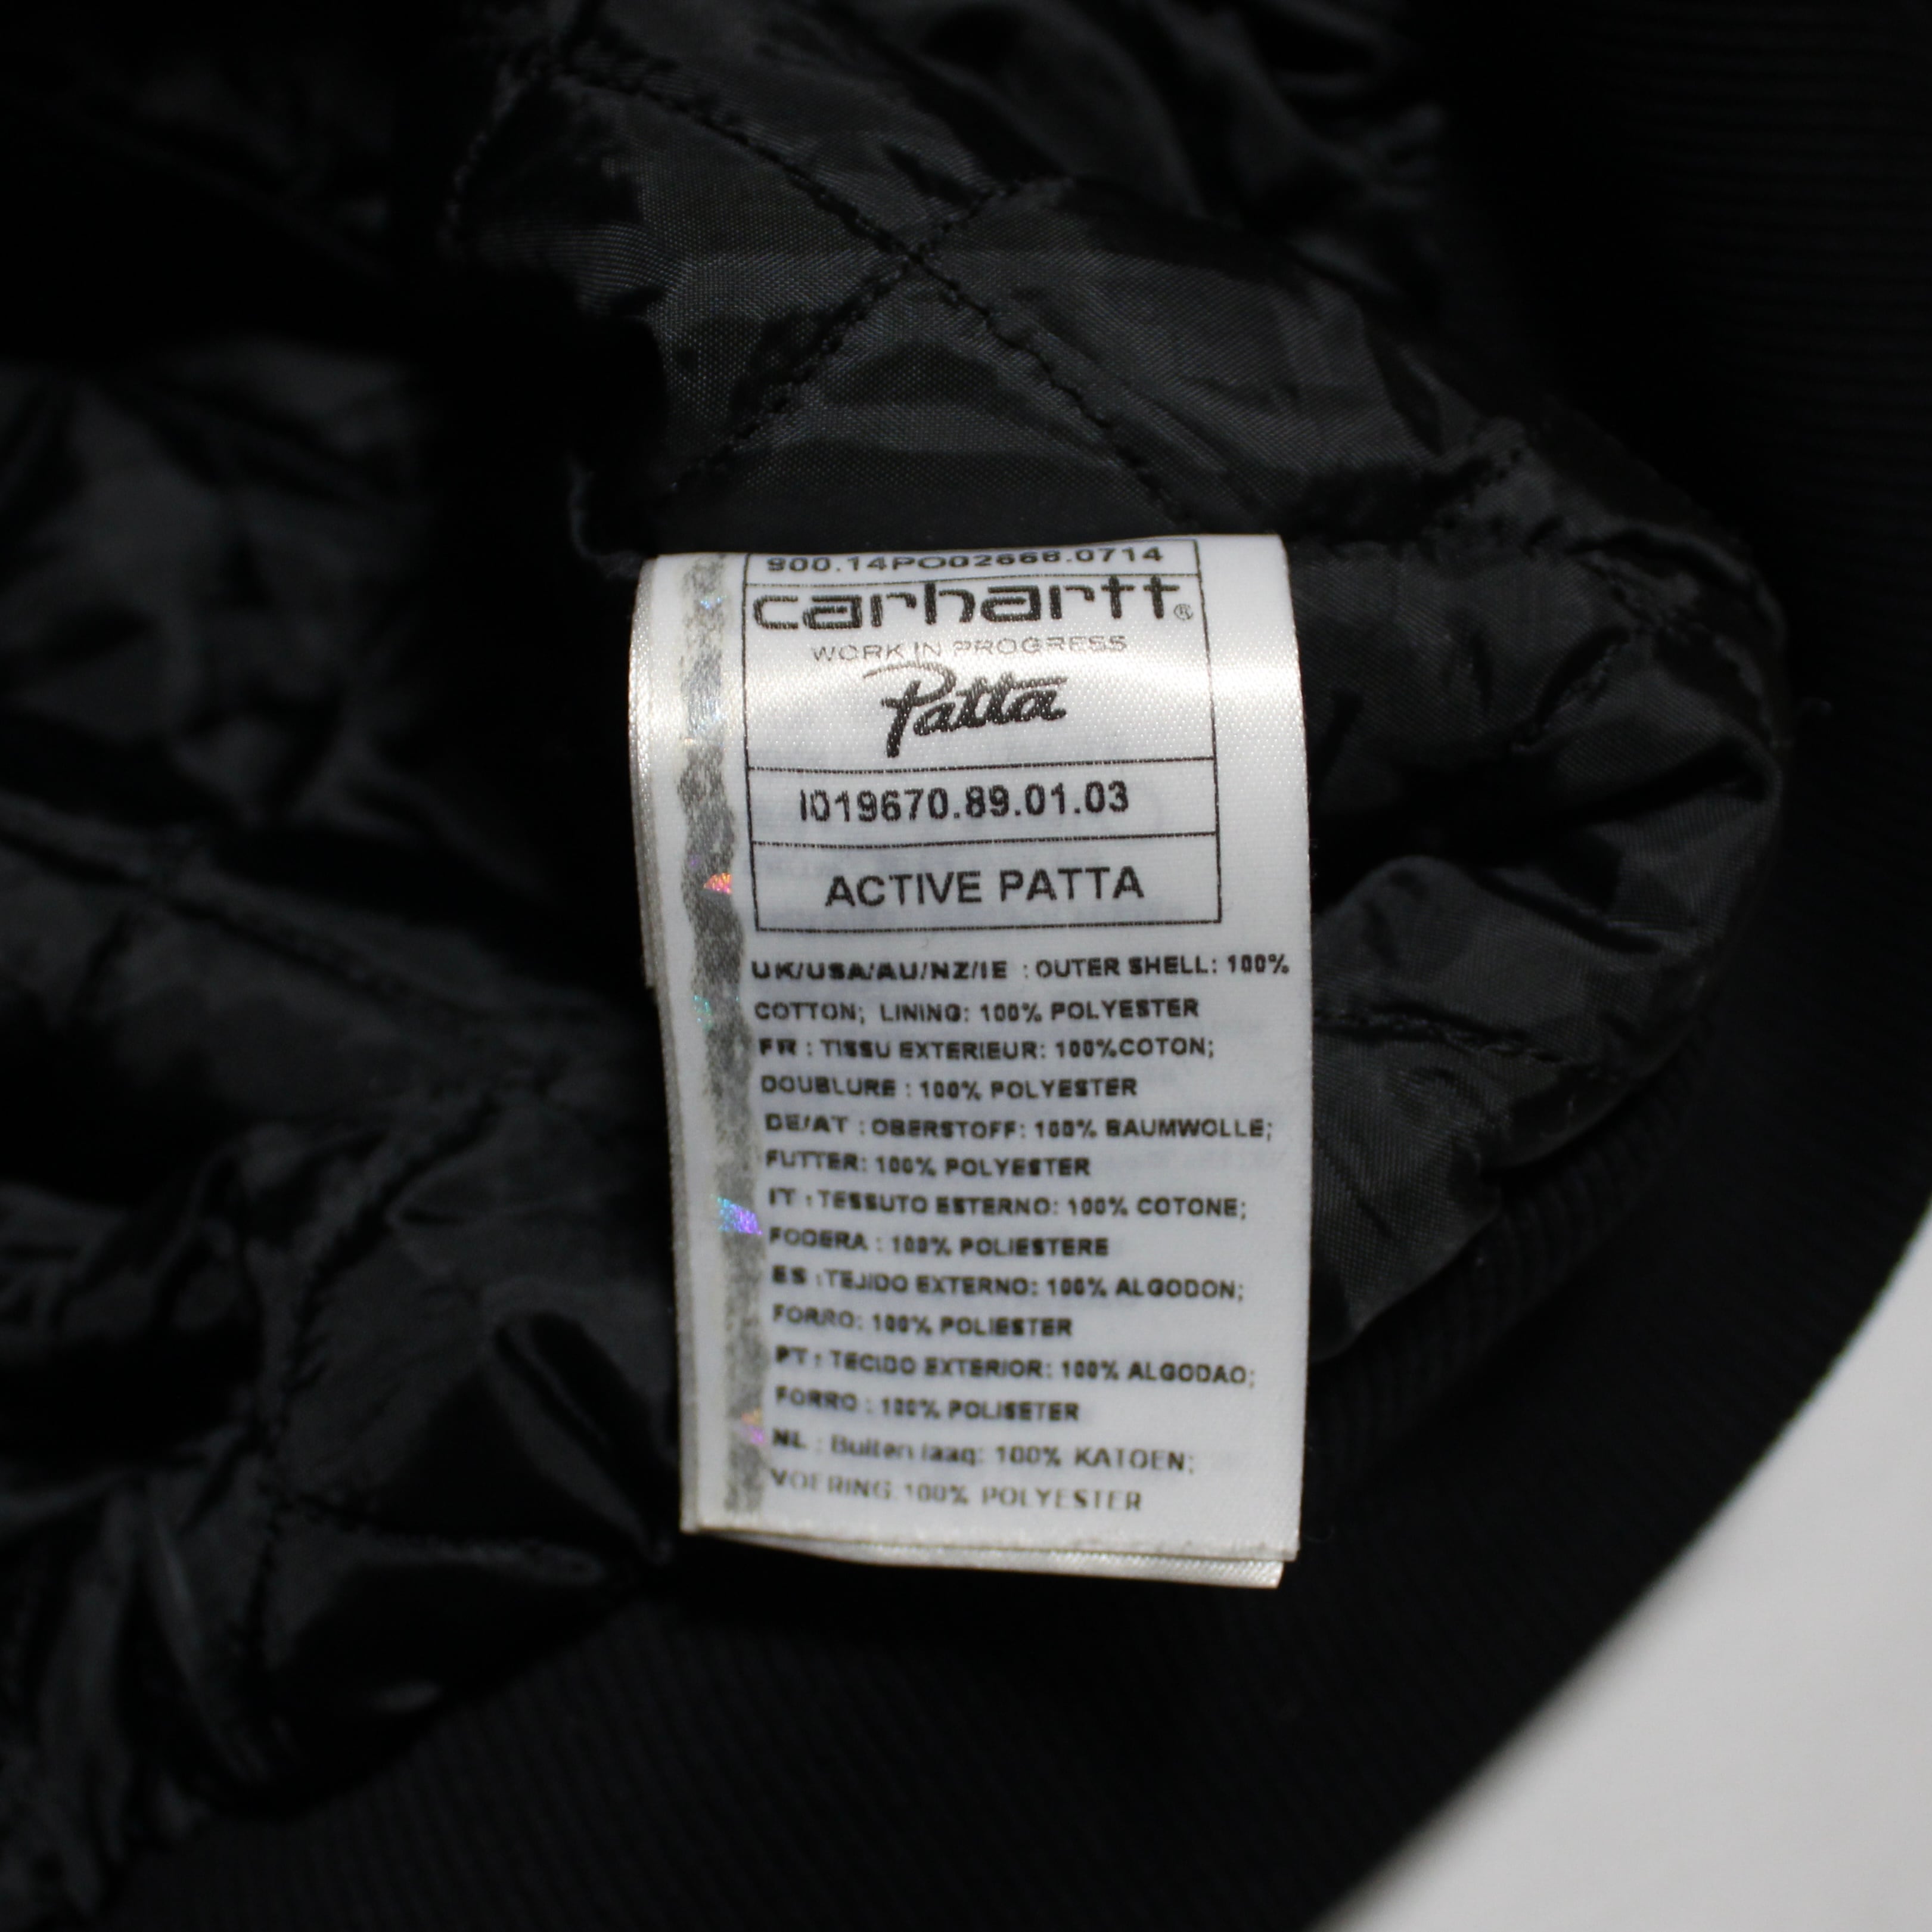 900.14PO02668.0714
carhartt®
WORK IN PROGRESS
Patta
I019670.89.01.03
ACTIVE PATTA
UK/USA/AU/NZ/IE : OUTER SHELL: 100%
COTTON; LINING: 100% POLYESTER
FR : TISSU EXTERIEUR: 100%COTON;
DOUBLURE : 100% POLYESTER
DE/AT : OBERSTOFF: 100% BAUMWOLLE;
FUTTER: 100% POLYESTER
IT : TESSUTO ESTERNO: 100% COTONE;
FODERA : 100% POLIESTERE
ES : TEJIDO EXTERNO: 100% ALGODON;
FORRO: 100% POLIESTER
PT : TECIDO EXTERIOR: 100% ALGODAO;
FORRO : 100% POLISETER
NL : Buiten laag: 100% KATOEN;
VOERING: 100% POLYESTER